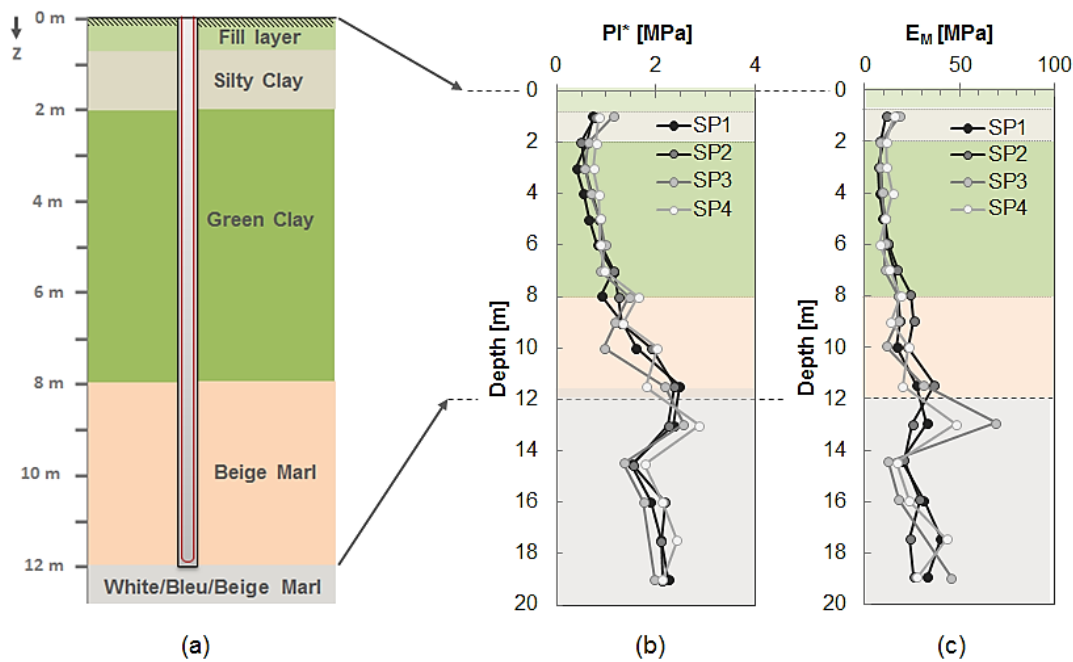 0 m
Z
Fill layer
Silty Clay
2 m
4 m
Green Clay
6 m
8 m
Beige Marl
10 m
12 m
White/Bleu/Beige Marl
(a)
Pl* [MPa]
0 2 4
0
2
4
6
8
10
12
14
16
18
20
Depth [m]
SP1
SP2
SP3
SP4
(b)
EM [MPa]
0 50 100
0
2
4
6
8
10
12
14
16
18
20
Depth [m]
SP1
SP2
SP3
SP4
(c)